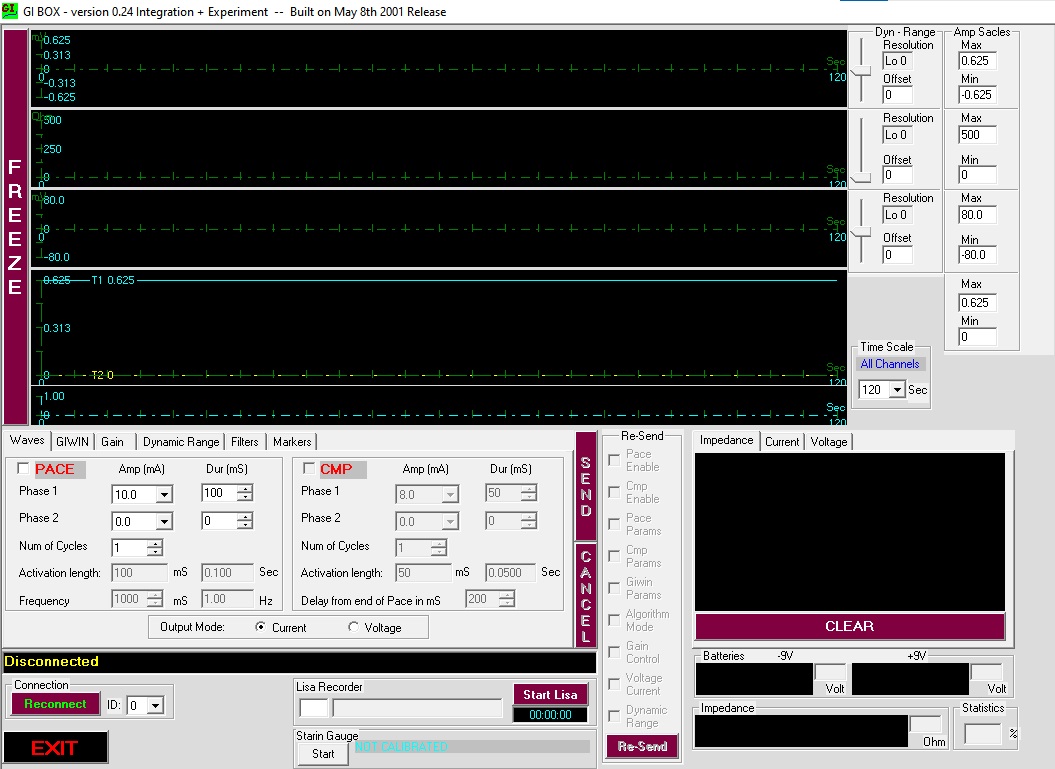 GI BOX - version 0.24 Integration + Experiment -- Built on May 8th 2001 Release
FREEZE
0.625
0.313
0
0
-0.313
-0.625
Sec
120
500
250
0
0
Sec
120
80.0
0
0
-80.0
Sec
120
0.625 T1 0.625
0.313
0 T2 0
0
Sec
120
1.00
0
Sec
120
Dyn - Range
Resolution
Lo 0
Offset
0
Resolution
Lo 0
Offset
0
Resolution
Lo 0
Offset
0
Amp Sacles
Max
0.625
Min
-0.625
Max
500
Min
0
Max
80.0
Min
-80.0
Max
0.625
Min
0
Time Scale
All Channels
120 Sec
Waves GIWIN Gain Dynamic Range Filters Markers
PACE Amp (mA) Dur (mS)
Phase 1 10.0 100
Phase 2 0.0 0
Num of Cycles 1
Activation length: 100 mS 0.100 Sec
Frequency 1000 mS 1.00 Hz
CMP Amp (mA) Dur (mS)
Phase 1 8.0 50
Phase 2 0.0 0
Num of Cycles 1
Activation length: 50 mS 0.0500 Sec
Delay from end of Pace in mS 200
Output Mode: Current Voltage
SEND
CANCEL
Re-Send
Pace
Enable
Cmp
Enable
Pace
Params
Cmp
Params
Giwin
Params
Algorithm
Mode
Gain
Control
Voltage
Current
Dynamic
Range
Re-Send
Impedance Current Voltage
CLEAR
Batteries -9V +9V
Volt Volt
Impedance
Ohm
Statistics
%
Disconnected
Connection
Reconnect ID: 0
EXIT
Lisa Recorder
Start Lisa
00:00:00
Starin Gauge
Start NOT CALIBRATED